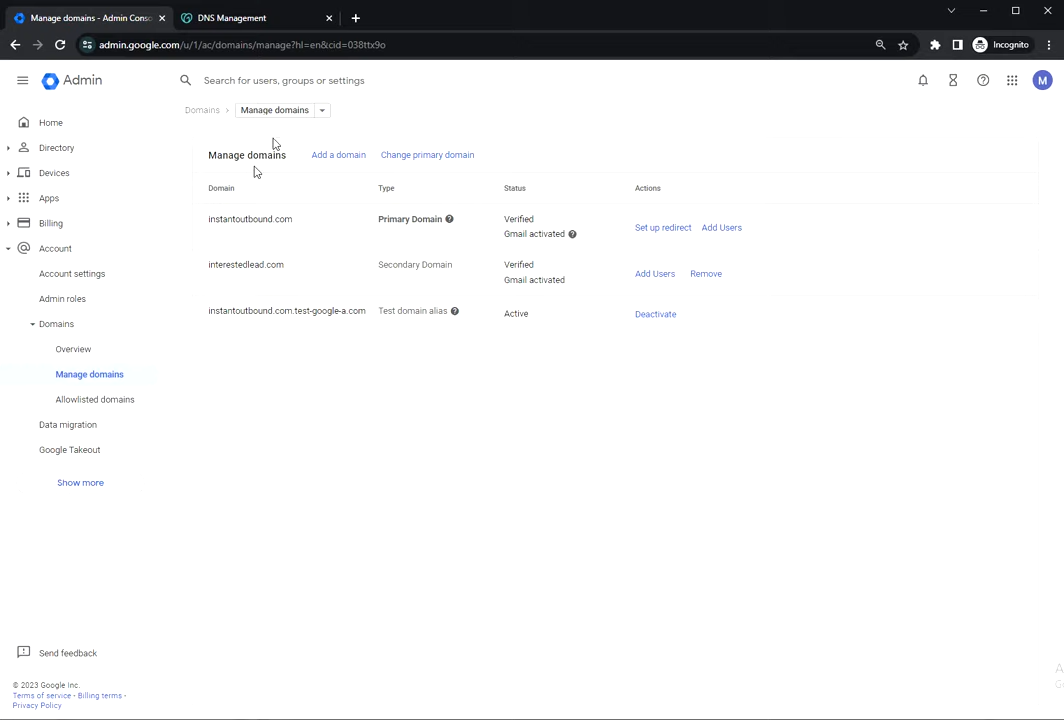 Manage domains - Admin Conso
DNS Management
admin.google.com/u/1/ac/domains/manage?hl=en&cid=038ttx9o
Incognito
Admin
Search for users, groups or settings
M
Domains
Manage domains
Home
Directory
Devices
Apps
Billing
Account
Account settings
Admin roles
Domains
Overview
Manage domains
Allowlisted domains
Data migration
Google Takeout
Show more
Send feedback
© 2023 Google Inc.
Terms of service - Billing terms -
Privacy Policy
Manage domains Add a domain Change primary domain
Domain Type Status Actions
instantoutbound.com Primary Domain Verified
Gmail activated Set up redirect Add Users
interestedlead.com Secondary Domain Verified
Gmail activated Add Users Remove
instantoutbound.com.test-google-a.com Test domain alias Active Deactivate